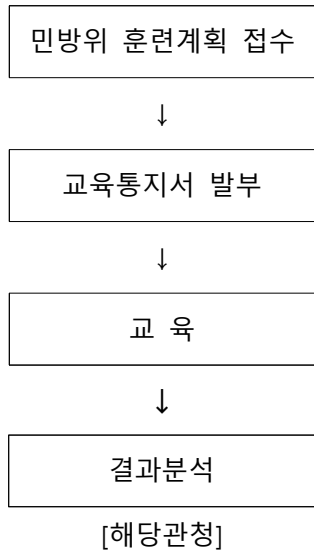 민방위 훈련계획 접수
↓
교육통지서 발부
↓
교 육
↓
결과분석
[해당관청]